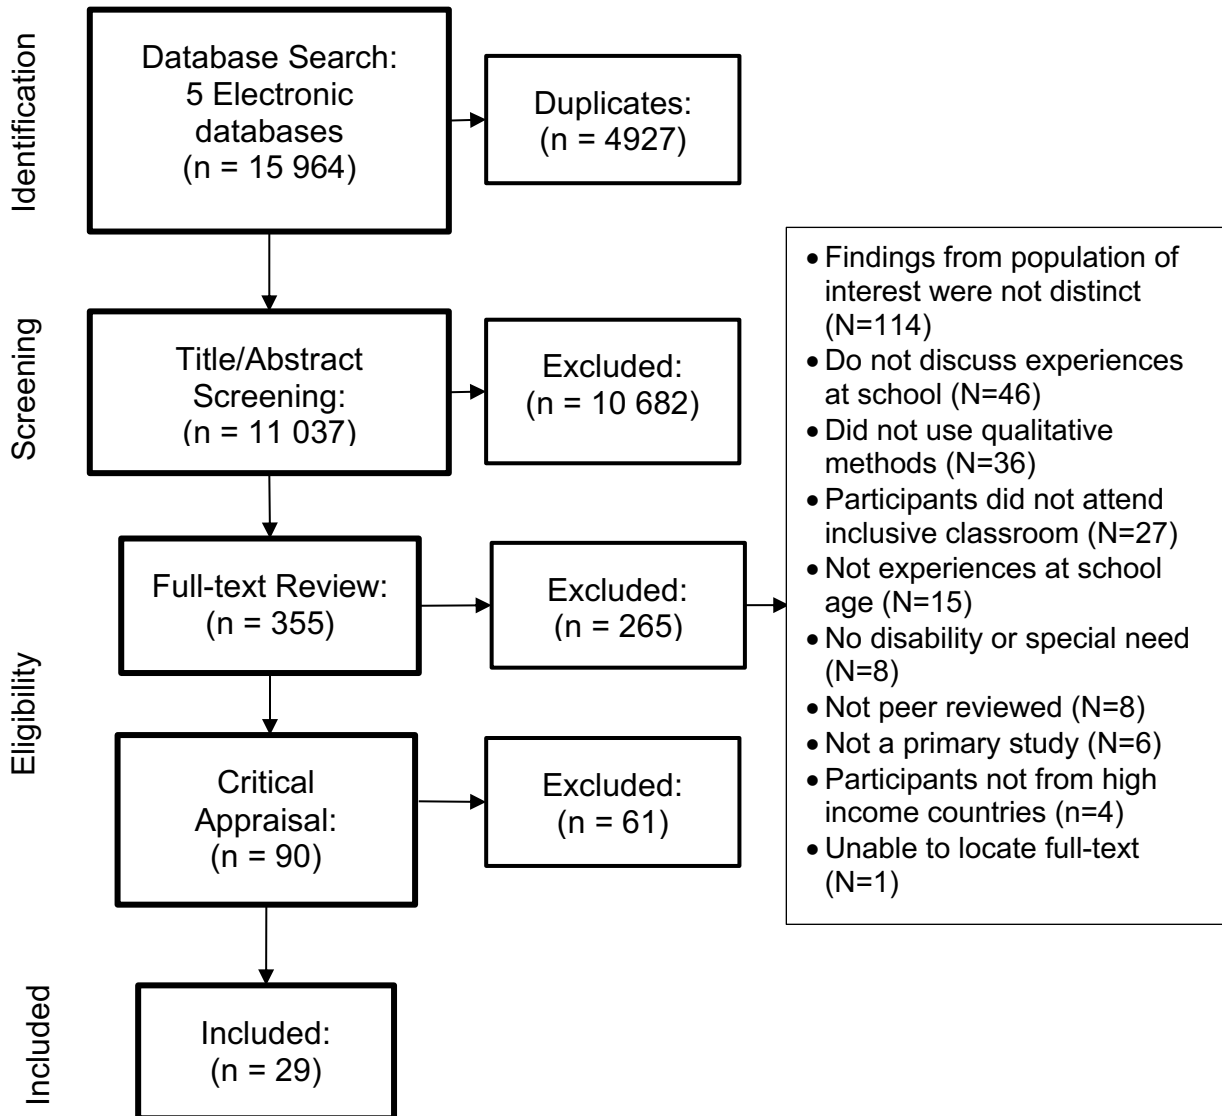 Identification
Database Search:
5 Electronic
databases
(n = 15 964)
Duplicates:
(n = 4927)
Screening
Title/Abstract
Screening:
(n = 11 037)
Excluded:
(n = 10 682)
Eligibility
Full-text Review:
(n = 355)
Excluded:
(n = 265)
• Findings from population of
interest were not distinct
(N=114)
• Do not discuss experiences
at school (N=46)
• Did not use qualitative
methods (N=36)
• Participants did not attend
inclusive classroom (N=27)
• Not experiences at school
age (N=15)
• No disability or special need
(N=8)
• Not peer reviewed (N=8)
• Not a primary study (N=6)
• Participants not from high
income countries (n=4)
• Unable to locate full-text
(N=1)
Critical
Appraisal:
(n = 90)
Excluded:
(n = 61)
Included
Included:
(n = 29)